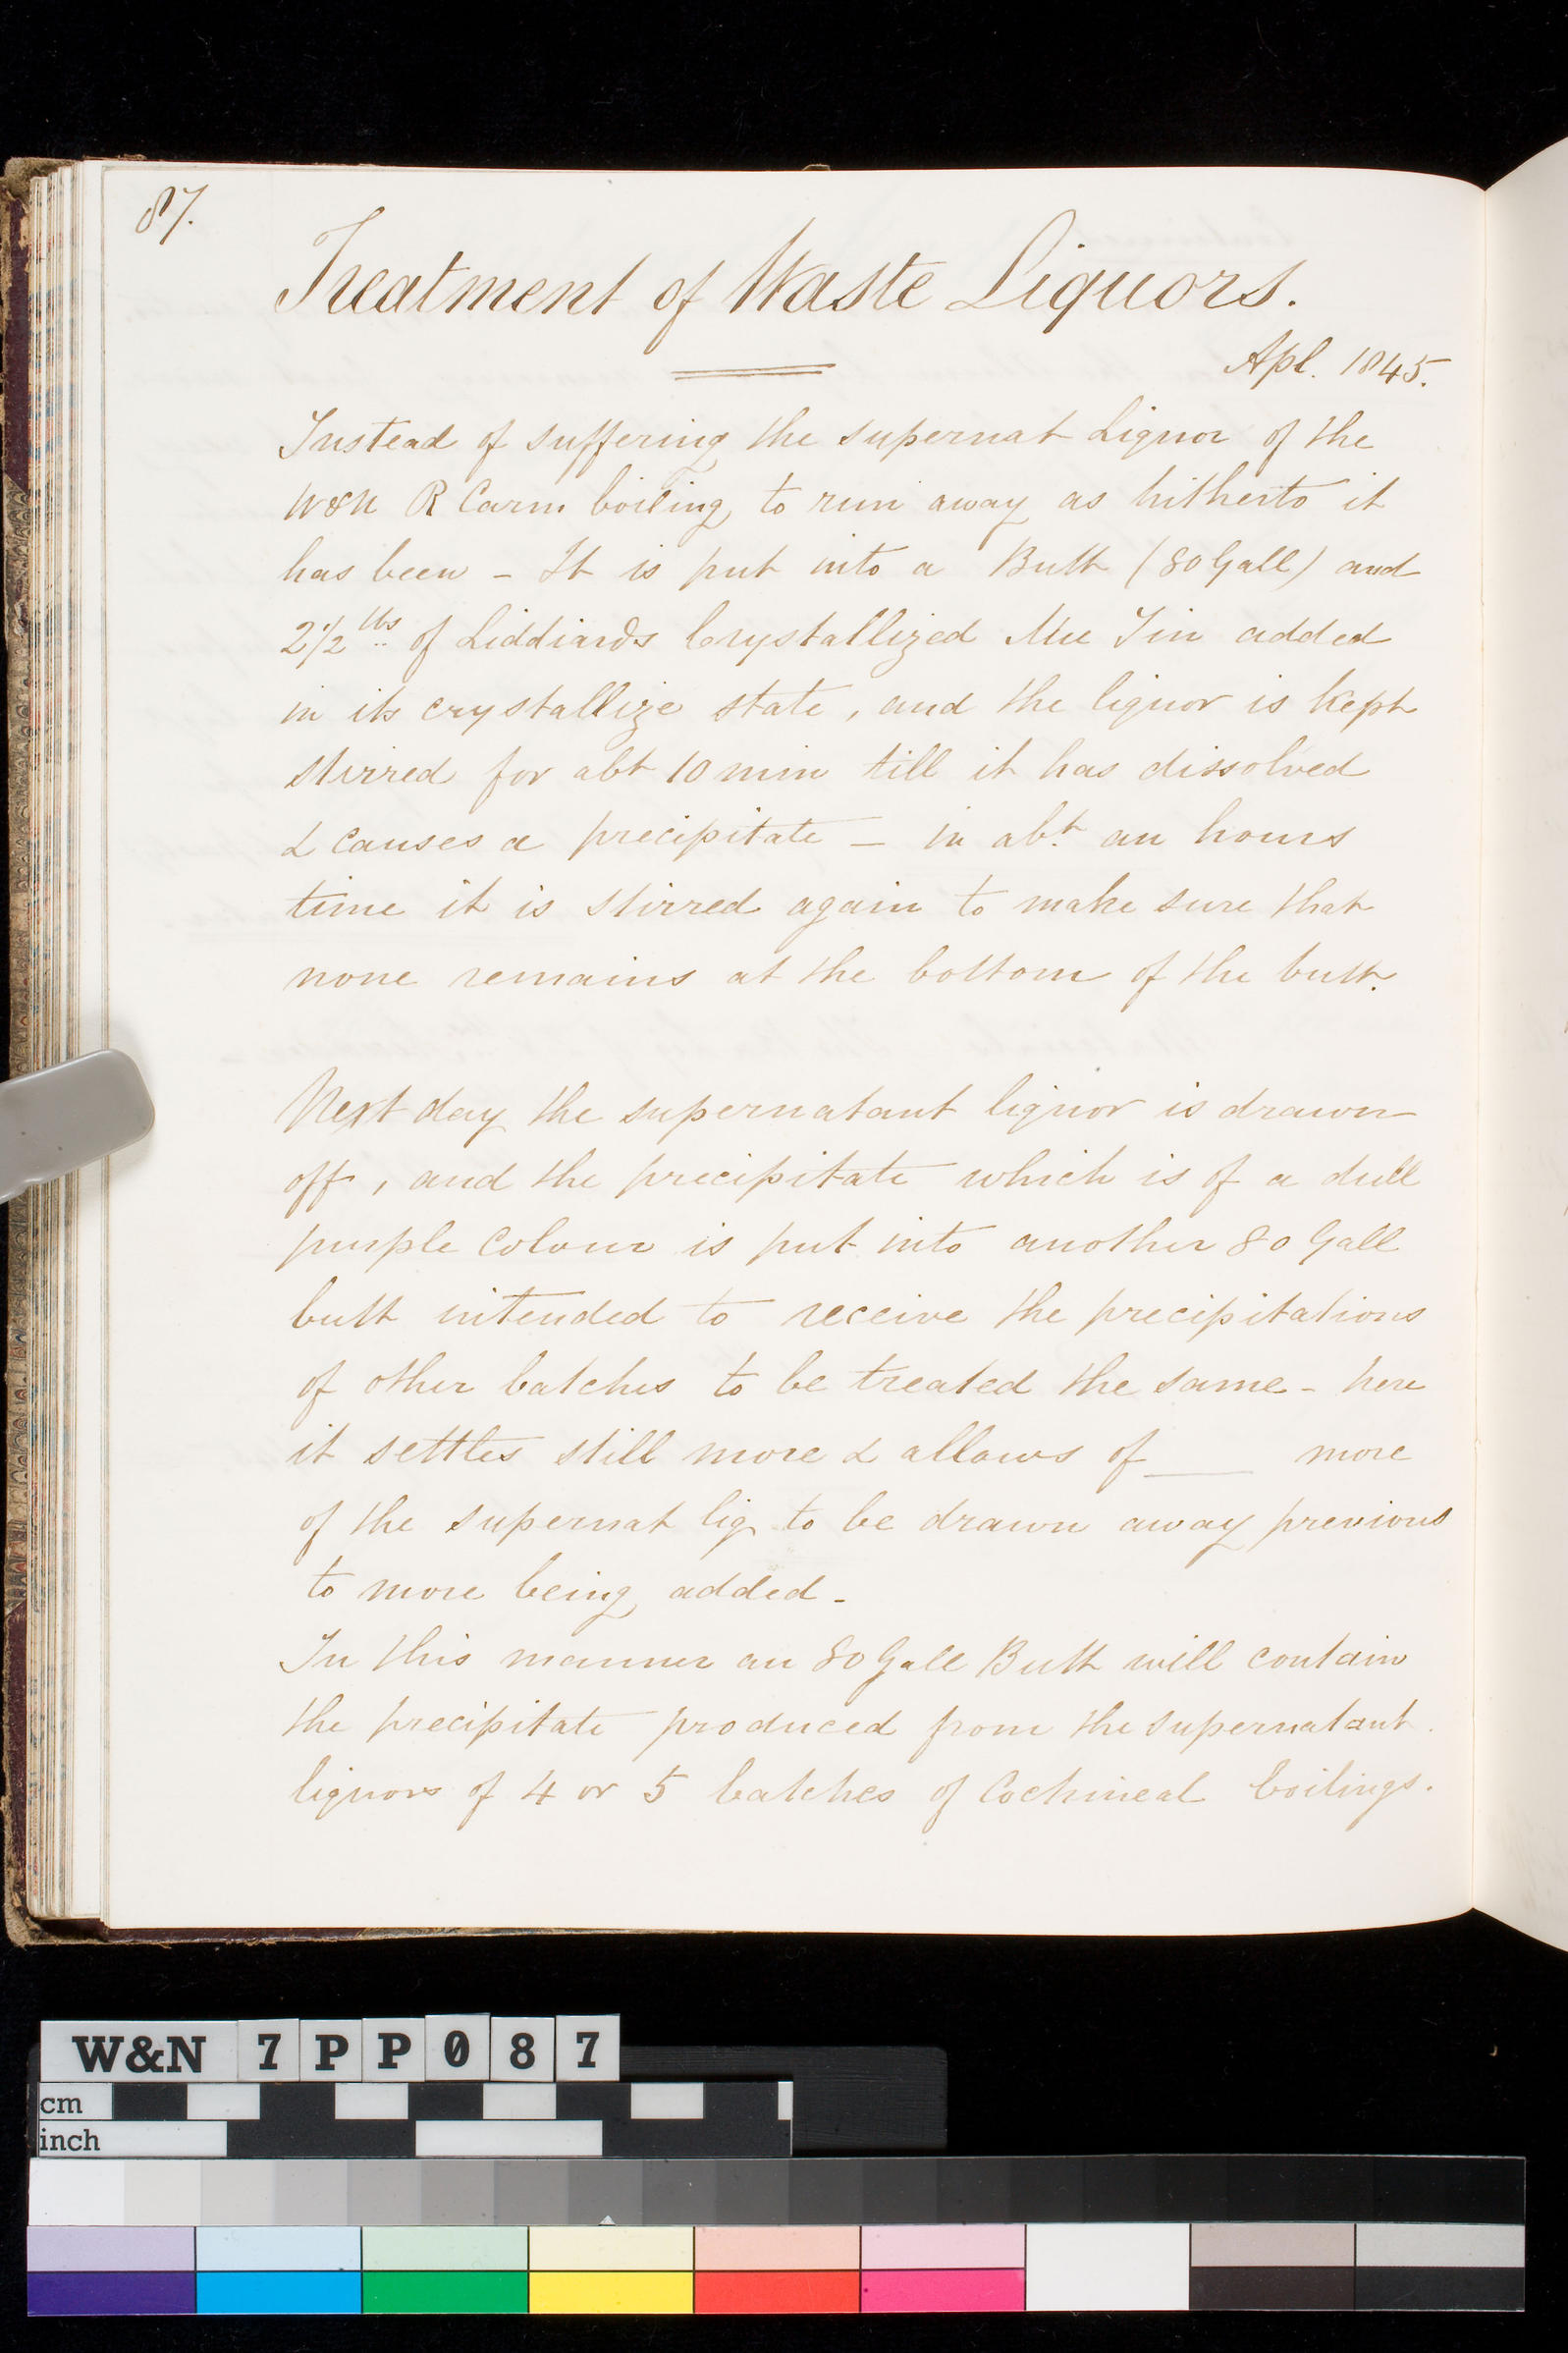 87.
Treatment of Waste Liquors.
Apl. 1845.
Instead of suffering the supernat Liquor of the
W&N R Carm boiling to run away as hitherto it
has been - It is put into a Butt (80 Gall) and
2 1/2 lbs of Liddiards Crystallized Mu Tin added
in its crystallize state, and the liquor is kept
stirred for abt 10 min till it has dissolved
& causes a precipitate — in abt. an hours
time it is stirred again to make sure that
none remains at the bottom of the butt.
Next day the supernatant liquor is drawn
off, and the precipitate which is of a dull
purple colour is put into another 80 Gall
butt intended to receive the precipitations
of other batches to be treated the same - here
it settles still more & allows of ___ more
of the supernat liq to be drawn away previous
to more being added -
In this manner an 80 Gall Butt will contain
the precipitate produced from the supernatant
liquors of 4 or 5 batches of Cochineal boilings.
W&N 7PP087
cm
inch